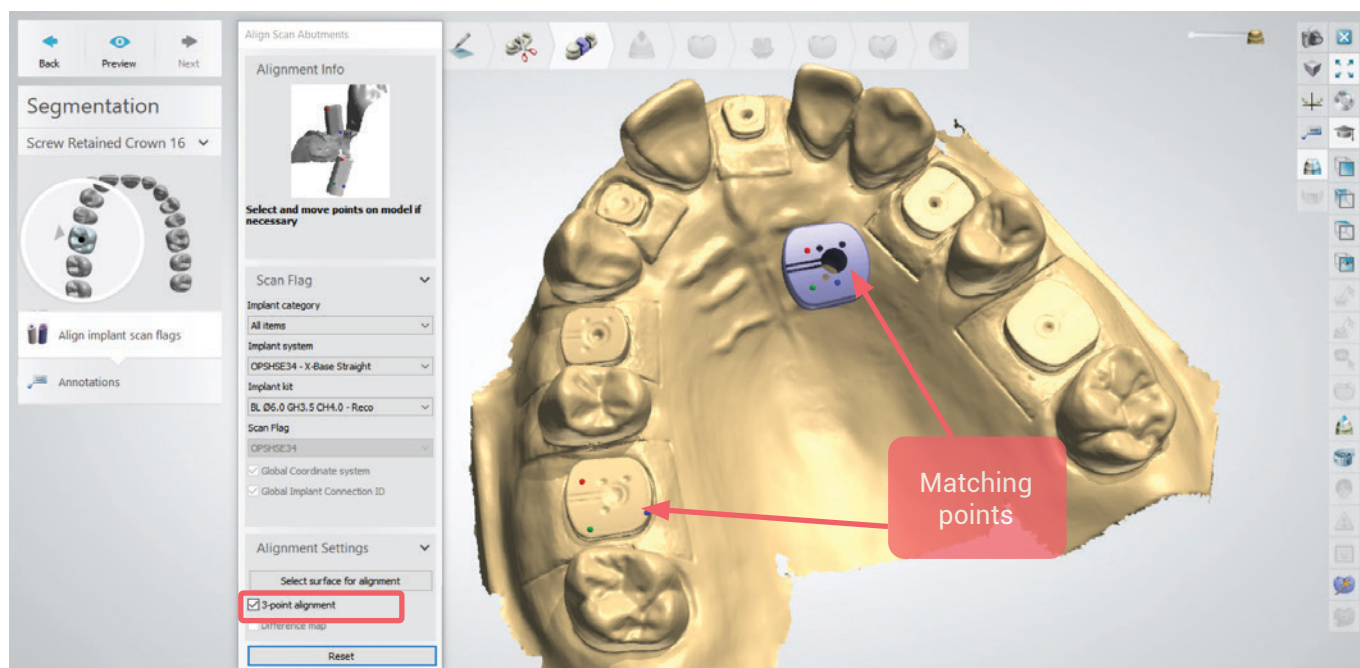 Back
Preview
Next
Segmentation
Screw Retained Crown 16
Align implant scan flags
Annotations
Align Scan Abutments
Alignment Info
Select and move points on model if
necessary
Scan Flag
Implant category
All items
Implant system
OPSHSE34 - X-Base Straight
Implant kit
BL Ø6.0 GH3.5 CH4.0 - Reco
Scan Flag
OPSHSE34
Global Coordinate system
Global Implant Connection ID
Alignment Settings
Select surface for alignment
3-point alignment
Difference map
Reset
Matching
points